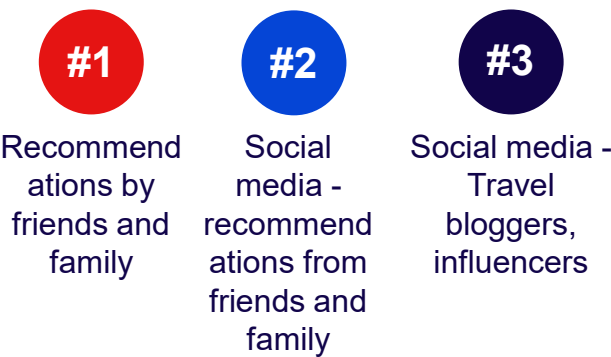 #1
Recommend
ations by
friends and
family
#2
Social
media -
recommend
ations from
friends and
family
#3
Social media -
Travel
bloggers,
influencers